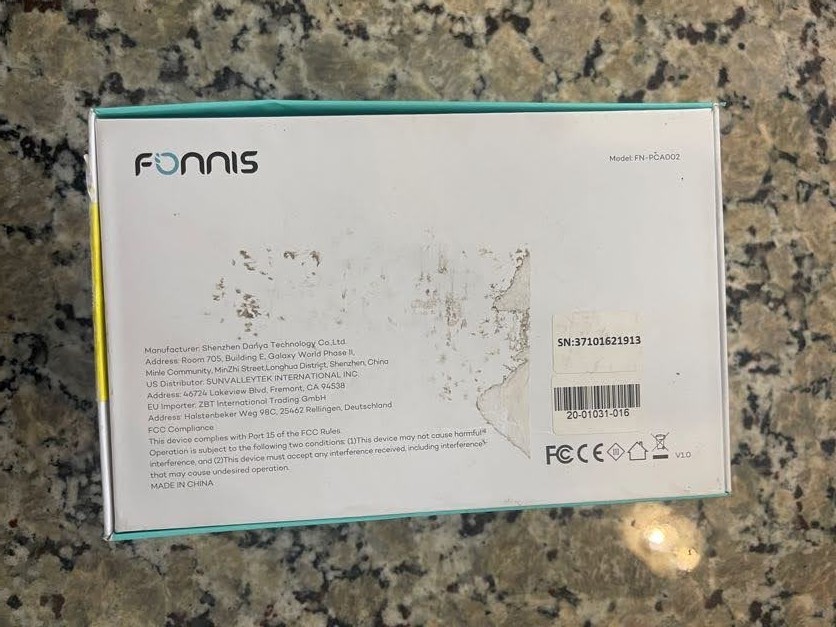 FONNIS
Model: FN-PCA002
Manufacturer: Shenzhen Danya Technology Co.,Ltd.
Address: Room 705, Building E, Galaxy World Phase II,
Minle Community, MinZhi Street,Longhua District, Shenzhen, China
US Distributor: SUNVALLEYTEK INTERNATIONAL INC.
Address: 46724 Lakeview Blvd, Fremont, CA 94538
EU Importer: ZBT International Trading GmbH
Address: Halstenbeker Weg 98C, 25462 Rellingen, Deutschland
FCC Compliance
This device complies with Part 15 of the FCC Rules.
Operation is subject to the following two conditions: (1)This device may not cause harmful
interference, and (2)This device must accept any interference received, including interference
that may cause undesired operation.
MADE IN CHINA
SN:37101621913
20-01031-016
FC CE V1.0